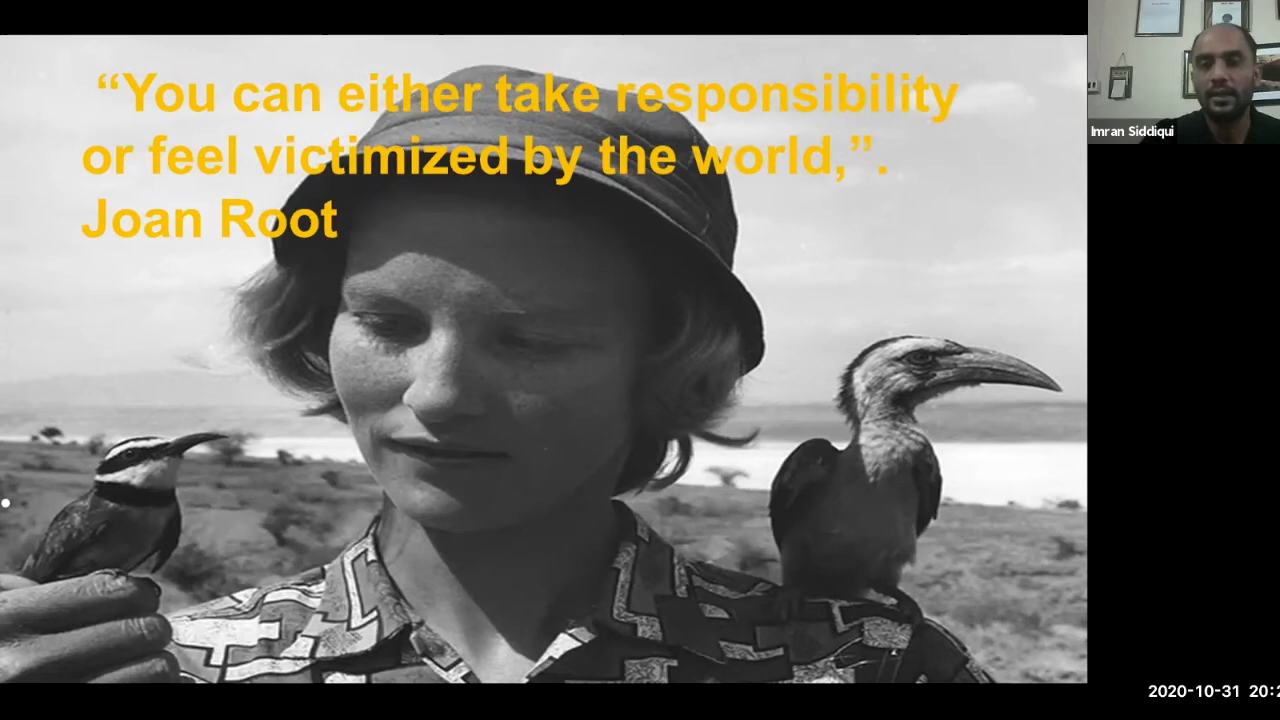 “You can either take responsibility
or feel victimized by the world,”.
Joan Root
Imran Siddiqui
2020-10-31 20:2